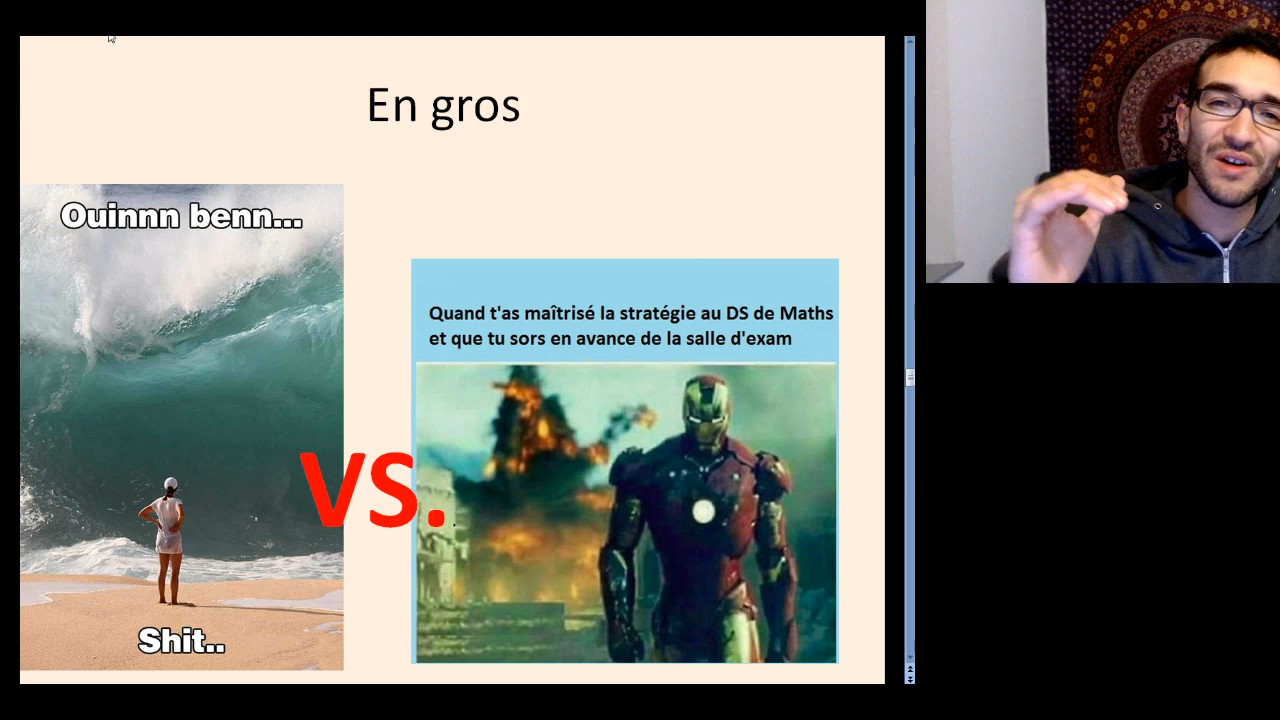 En gros
Ouinnn benn...
Shit..
VS.
Quand t'as maîtrisé la stratégie au DS de Maths
et que tu sors en avance de la salle d'exam